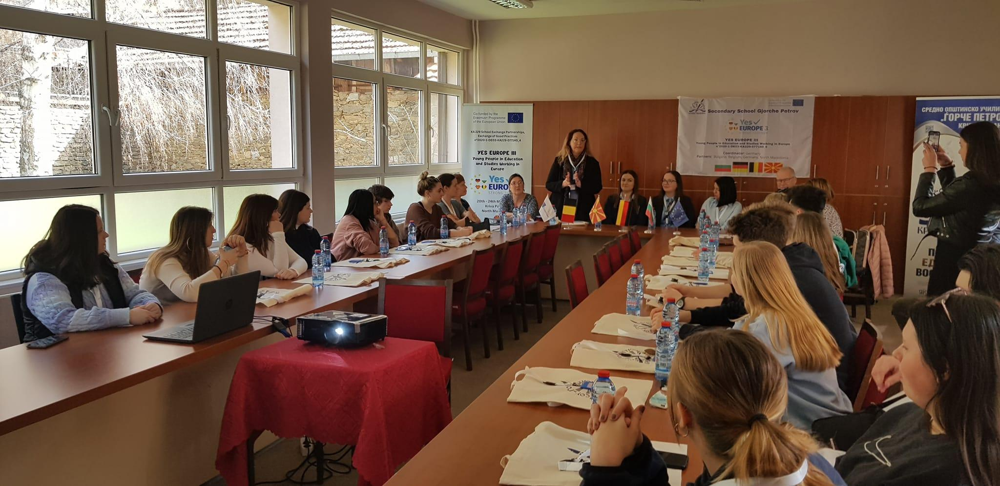 Co-funded by the
Erasmus+ Programme
of the European Union
KA 229 School Exchange Partnerships,
Exchange of Good Practices
n°2020-1-DE03-KA229-077140_4
YES EUROPE III
Young People in Education
and Studies Working in
Europe
Yes
EURO
STRONG
20th - 24th M
Kriva Pa
North Ma
Secondary School Gjorche Petrov
Yes
EUROPE 3
STRONG TOGETHER
YES EUROPE III
Young People in Education and Studies Working in Europe
n°2020-1-DE03-KA229-077140_4
Coordinator: Germany
Partners: Bulgaria, Belgium, Germany, North Macedonia
СРЕДНО ОПШТИНСКО УЧИЛИ
„ЃОРЧЕ ПЕТРО
КР